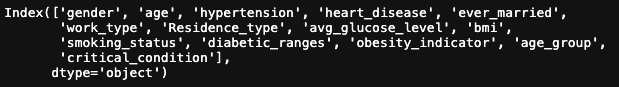 Index(['gender', 'age', 'hypertension', 'heart_disease', 'ever_married',
'work_type', 'Residence_type', 'avg_glucose_level', 'bmi',
'smoking_status', 'diabetic_ranges', 'obesity_indicator', 'age_group',
'critical_condition'],
dtype='object')